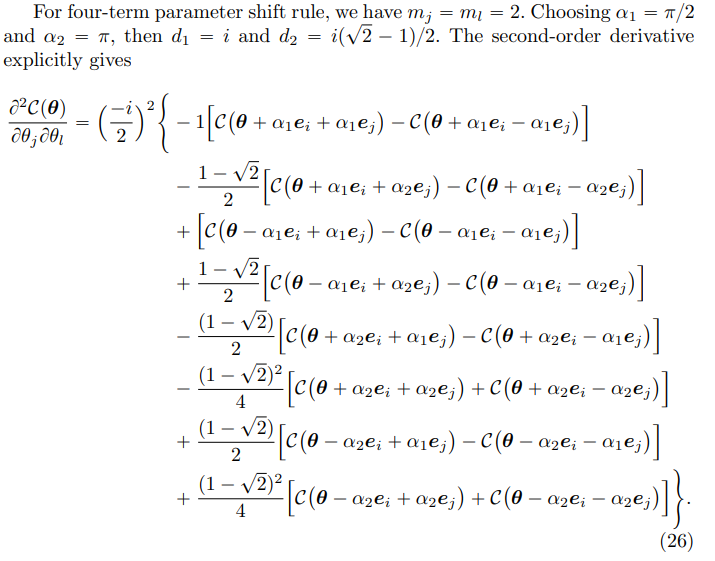 For four-term parameter shift rule, we have $m_j = m_l = 2$. Choosing $\alpha_1 = \pi/2$
and $\alpha_2 = \pi$, then $d_1 = i$ and $d_2 = i(\sqrt{2} - 1)/2$. The second-order derivative
explicitly gives
$\frac{\partial^2 \mathcal{C}(\boldsymbol{\theta})}{\partial \theta_j \partial \theta_l} = \left(\frac{-i}{2}\right)^2 \Big\{ - 1\Big[\mathcal{C}(\boldsymbol{\theta} + \alpha_1 \boldsymbol{e}_i + \alpha_1 \boldsymbol{e}_j) - \mathcal{C}(\boldsymbol{\theta} + \alpha_1 \boldsymbol{e}_i - \alpha_1 \boldsymbol{e}_j)\Big]$
$- \frac{1 - \sqrt{2}}{2} \Big[\mathcal{C}(\boldsymbol{\theta} + \alpha_1 \boldsymbol{e}_i + \alpha_2 \boldsymbol{e}_j) - \mathcal{C}(\boldsymbol{\theta} + \alpha_1 \boldsymbol{e}_i - \alpha_2 \boldsymbol{e}_j)\Big]$
$+ \Big[\mathcal{C}(\boldsymbol{\theta} - \alpha_1 \boldsymbol{e}_i + \alpha_1 \boldsymbol{e}_j) - \mathcal{C}(\boldsymbol{\theta} - \alpha_1 \boldsymbol{e}_i - \alpha_1 \boldsymbol{e}_j)\Big]$
$+ \frac{1 - \sqrt{2}}{2} \Big[\mathcal{C}(\boldsymbol{\theta} - \alpha_1 \boldsymbol{e}_i + \alpha_2 \boldsymbol{e}_j) - \mathcal{C}(\boldsymbol{\theta} - \alpha_1 \boldsymbol{e}_i - \alpha_2 \boldsymbol{e}_j)\Big]$
$- \frac{(1 - \sqrt{2})}{2} \Big[\mathcal{C}(\boldsymbol{\theta} + \alpha_2 \boldsymbol{e}_i + \alpha_1 \boldsymbol{e}_j) - \mathcal{C}(\boldsymbol{\theta} + \alpha_2 \boldsymbol{e}_i - \alpha_1 \boldsymbol{e}_j)\Big]$
$- \frac{(1 - \sqrt{2})^2}{4} \Big[\mathcal{C}(\boldsymbol{\theta} + \alpha_2 \boldsymbol{e}_i + \alpha_2 \boldsymbol{e}_j) + \mathcal{C}(\boldsymbol{\theta} + \alpha_2 \boldsymbol{e}_i - \alpha_2 \boldsymbol{e}_j)\Big]$
$+ \frac{(1 - \sqrt{2})}{2} \Big[\mathcal{C}(\boldsymbol{\theta} - \alpha_2 \boldsymbol{e}_i + \alpha_1 \boldsymbol{e}_j) - \mathcal{C}(\boldsymbol{\theta} - \alpha_2 \boldsymbol{e}_i - \alpha_1 \boldsymbol{e}_j)\Big]$
$+ \frac{(1 - \sqrt{2})^2}{4} \Big[\mathcal{C}(\boldsymbol{\theta} - \alpha_2 \boldsymbol{e}_i + \alpha_2 \boldsymbol{e}_j) + \mathcal{C}(\boldsymbol{\theta} - \alpha_2 \boldsymbol{e}_i - \alpha_2 \boldsymbol{e}_j)\Big] \Big\}.$
(26)